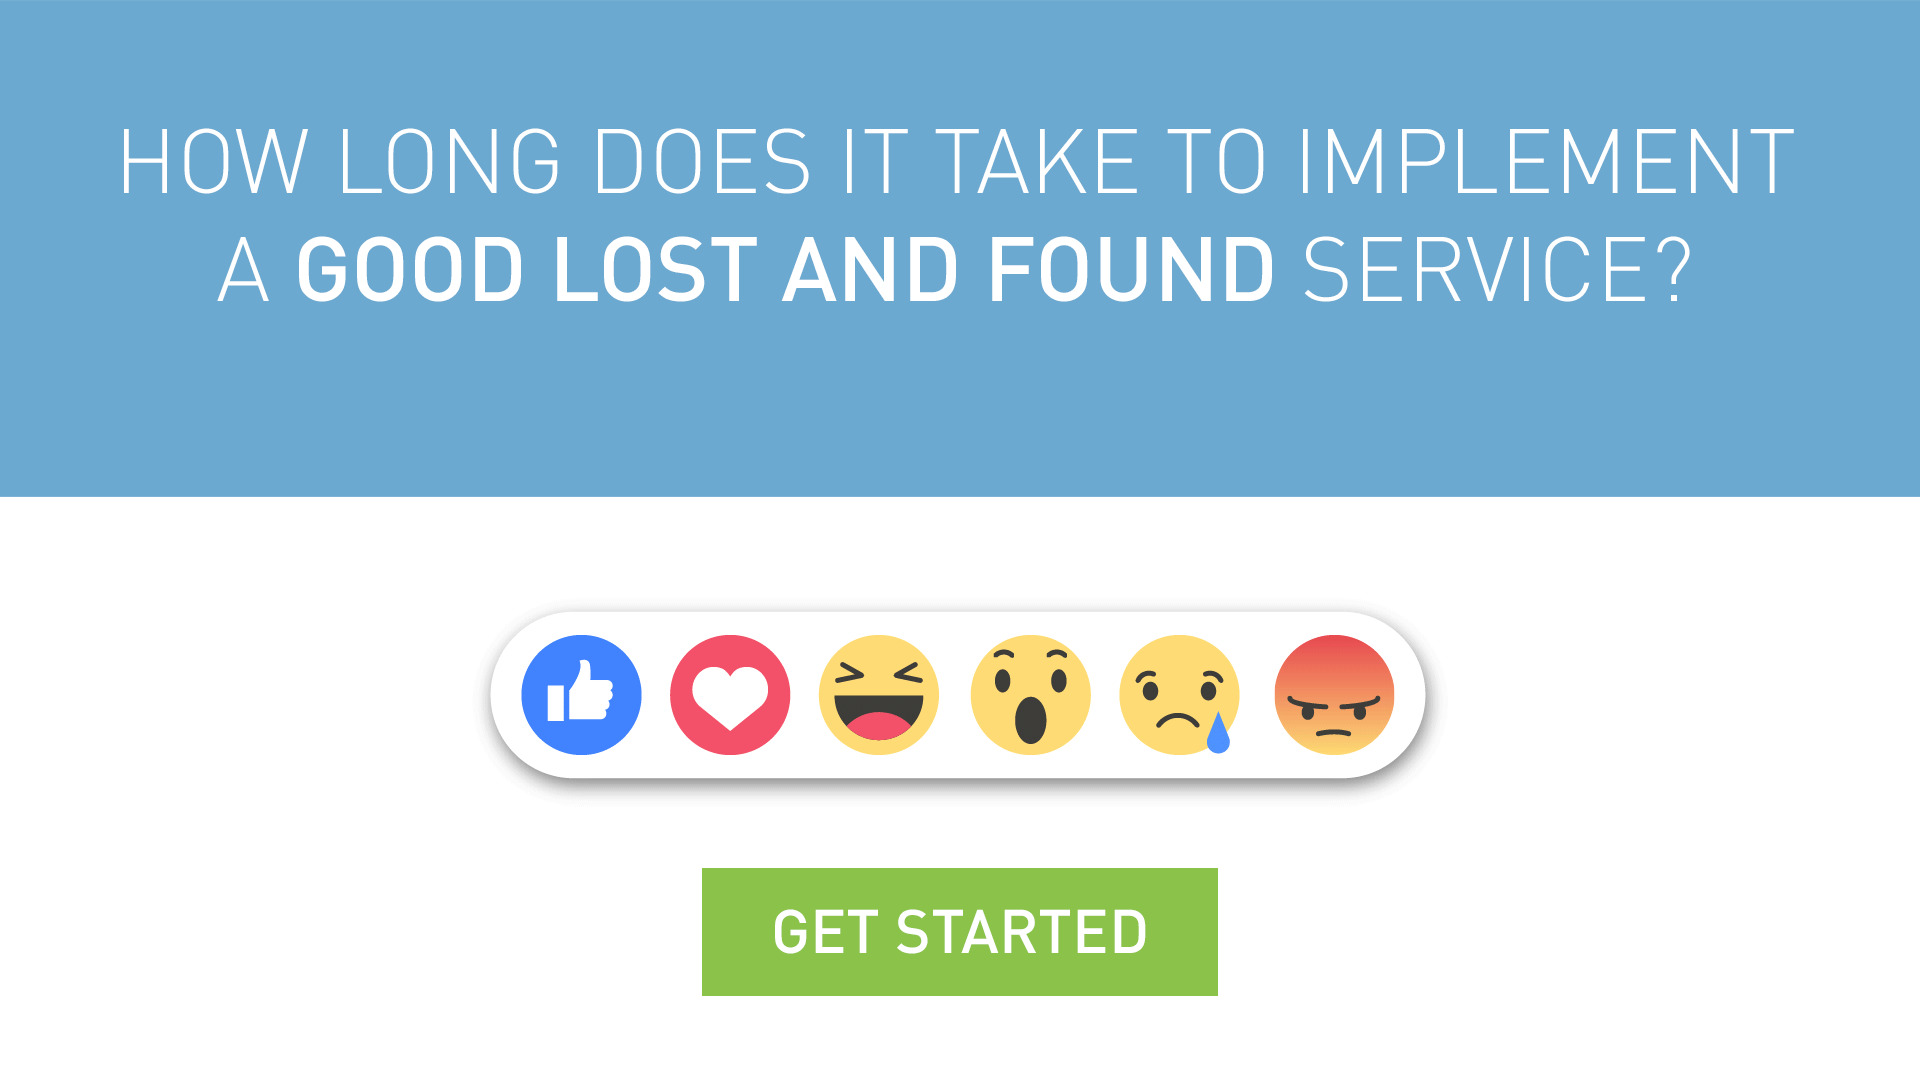 HOW LONG DOES IT TAKE TO IMPLEMENT
A GOOD LOST AND FOUND SERVICE?
GET STARTED